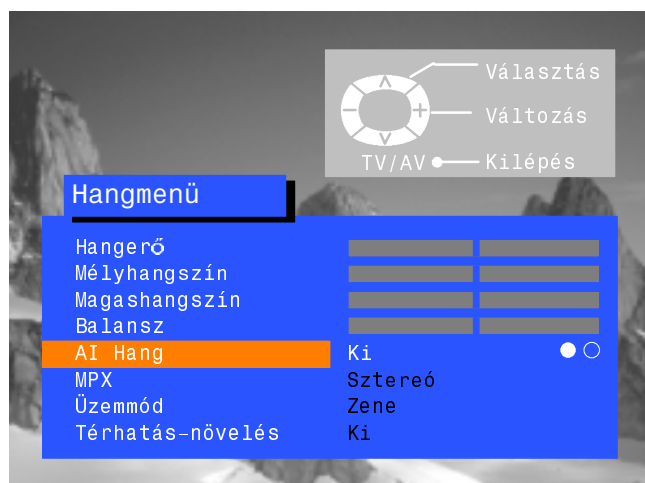 Választás
Változás
TV/AV Kilépés
Hangmenü
Hangerő
Mélyhangszín
Magashangszín
Balansz
AI Hang Ki
MPX Sztereó
Üzemmód Zene
Térhatás-növelés Ki